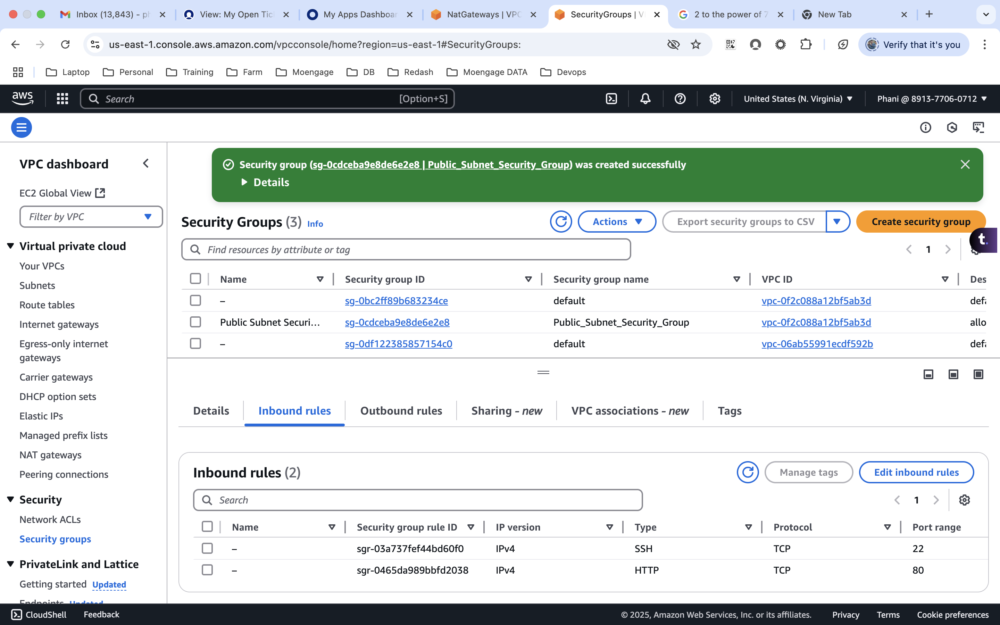 Inbox (13,843) - ph
View: My Open Tic
My Apps Dashboar
NatGateways | VPC
SecurityGroups | V
2 to the power of 7
New Tab
us-east-1.console.aws.amazon.com/vpcconsole/home?region=us-east-1#SecurityGroups:
Verify that it's you
Laptop
Personal
Training
Farm
Moengage
DB
Redash
Moengage DATA
Devops
aws
Search
[Option+S]
United States (N. Virginia)
Phani @ 8913-7706-0712
VPC dashboard
EC2 Global View
Filter by VPC
Virtual private cloud
Your VPCs
Subnets
Route tables
Internet gateways
Egress-only internet
gateways
Carrier gateways
DHCP option sets
Elastic IPs
Managed prefix lists
NAT gateways
Peering connections
Security
Network ACLs
Security groups
PrivateLink and Lattice
Getting started Updated
Endpoints Updated
Security group (sg-0cdceba9e8de6e2e8 | Public_Subnet_Security_Group) was created successfully
Details
Security Groups (3) Info
Actions
Export security groups to CSV
Create security group
t.
Find resources by attribute or tag
1
Name Security group ID Security group name VPC ID Des
– sg-0bc2ff89b683234ce default vpc-0f2c088a12bf5ab3d defa
Public Subnet Securi... sg-0cdceba9e8de6e2e8 Public_Subnet_Security_Group vpc-0f2c088a12bf5ab3d allo
– sg-0df122385857154c0 default vpc-06ab55991ecdf592b defa
Details
Inbound rules
Outbound rules
Sharing - new
VPC associations - new
Tags
Inbound rules (2)
Manage tags
Edit inbound rules
Search
1
Name Security group rule ID IP version Type Protocol Port range
– sgr-03a737fef44bd60f0 IPv4 SSH TCP 22
– sgr-0465da989bbfd2038 IPv4 HTTP TCP 80
CloudShell
Feedback
© 2025, Amazon Web Services, Inc. or its affiliates.
Privacy
Terms
Cookie preferences